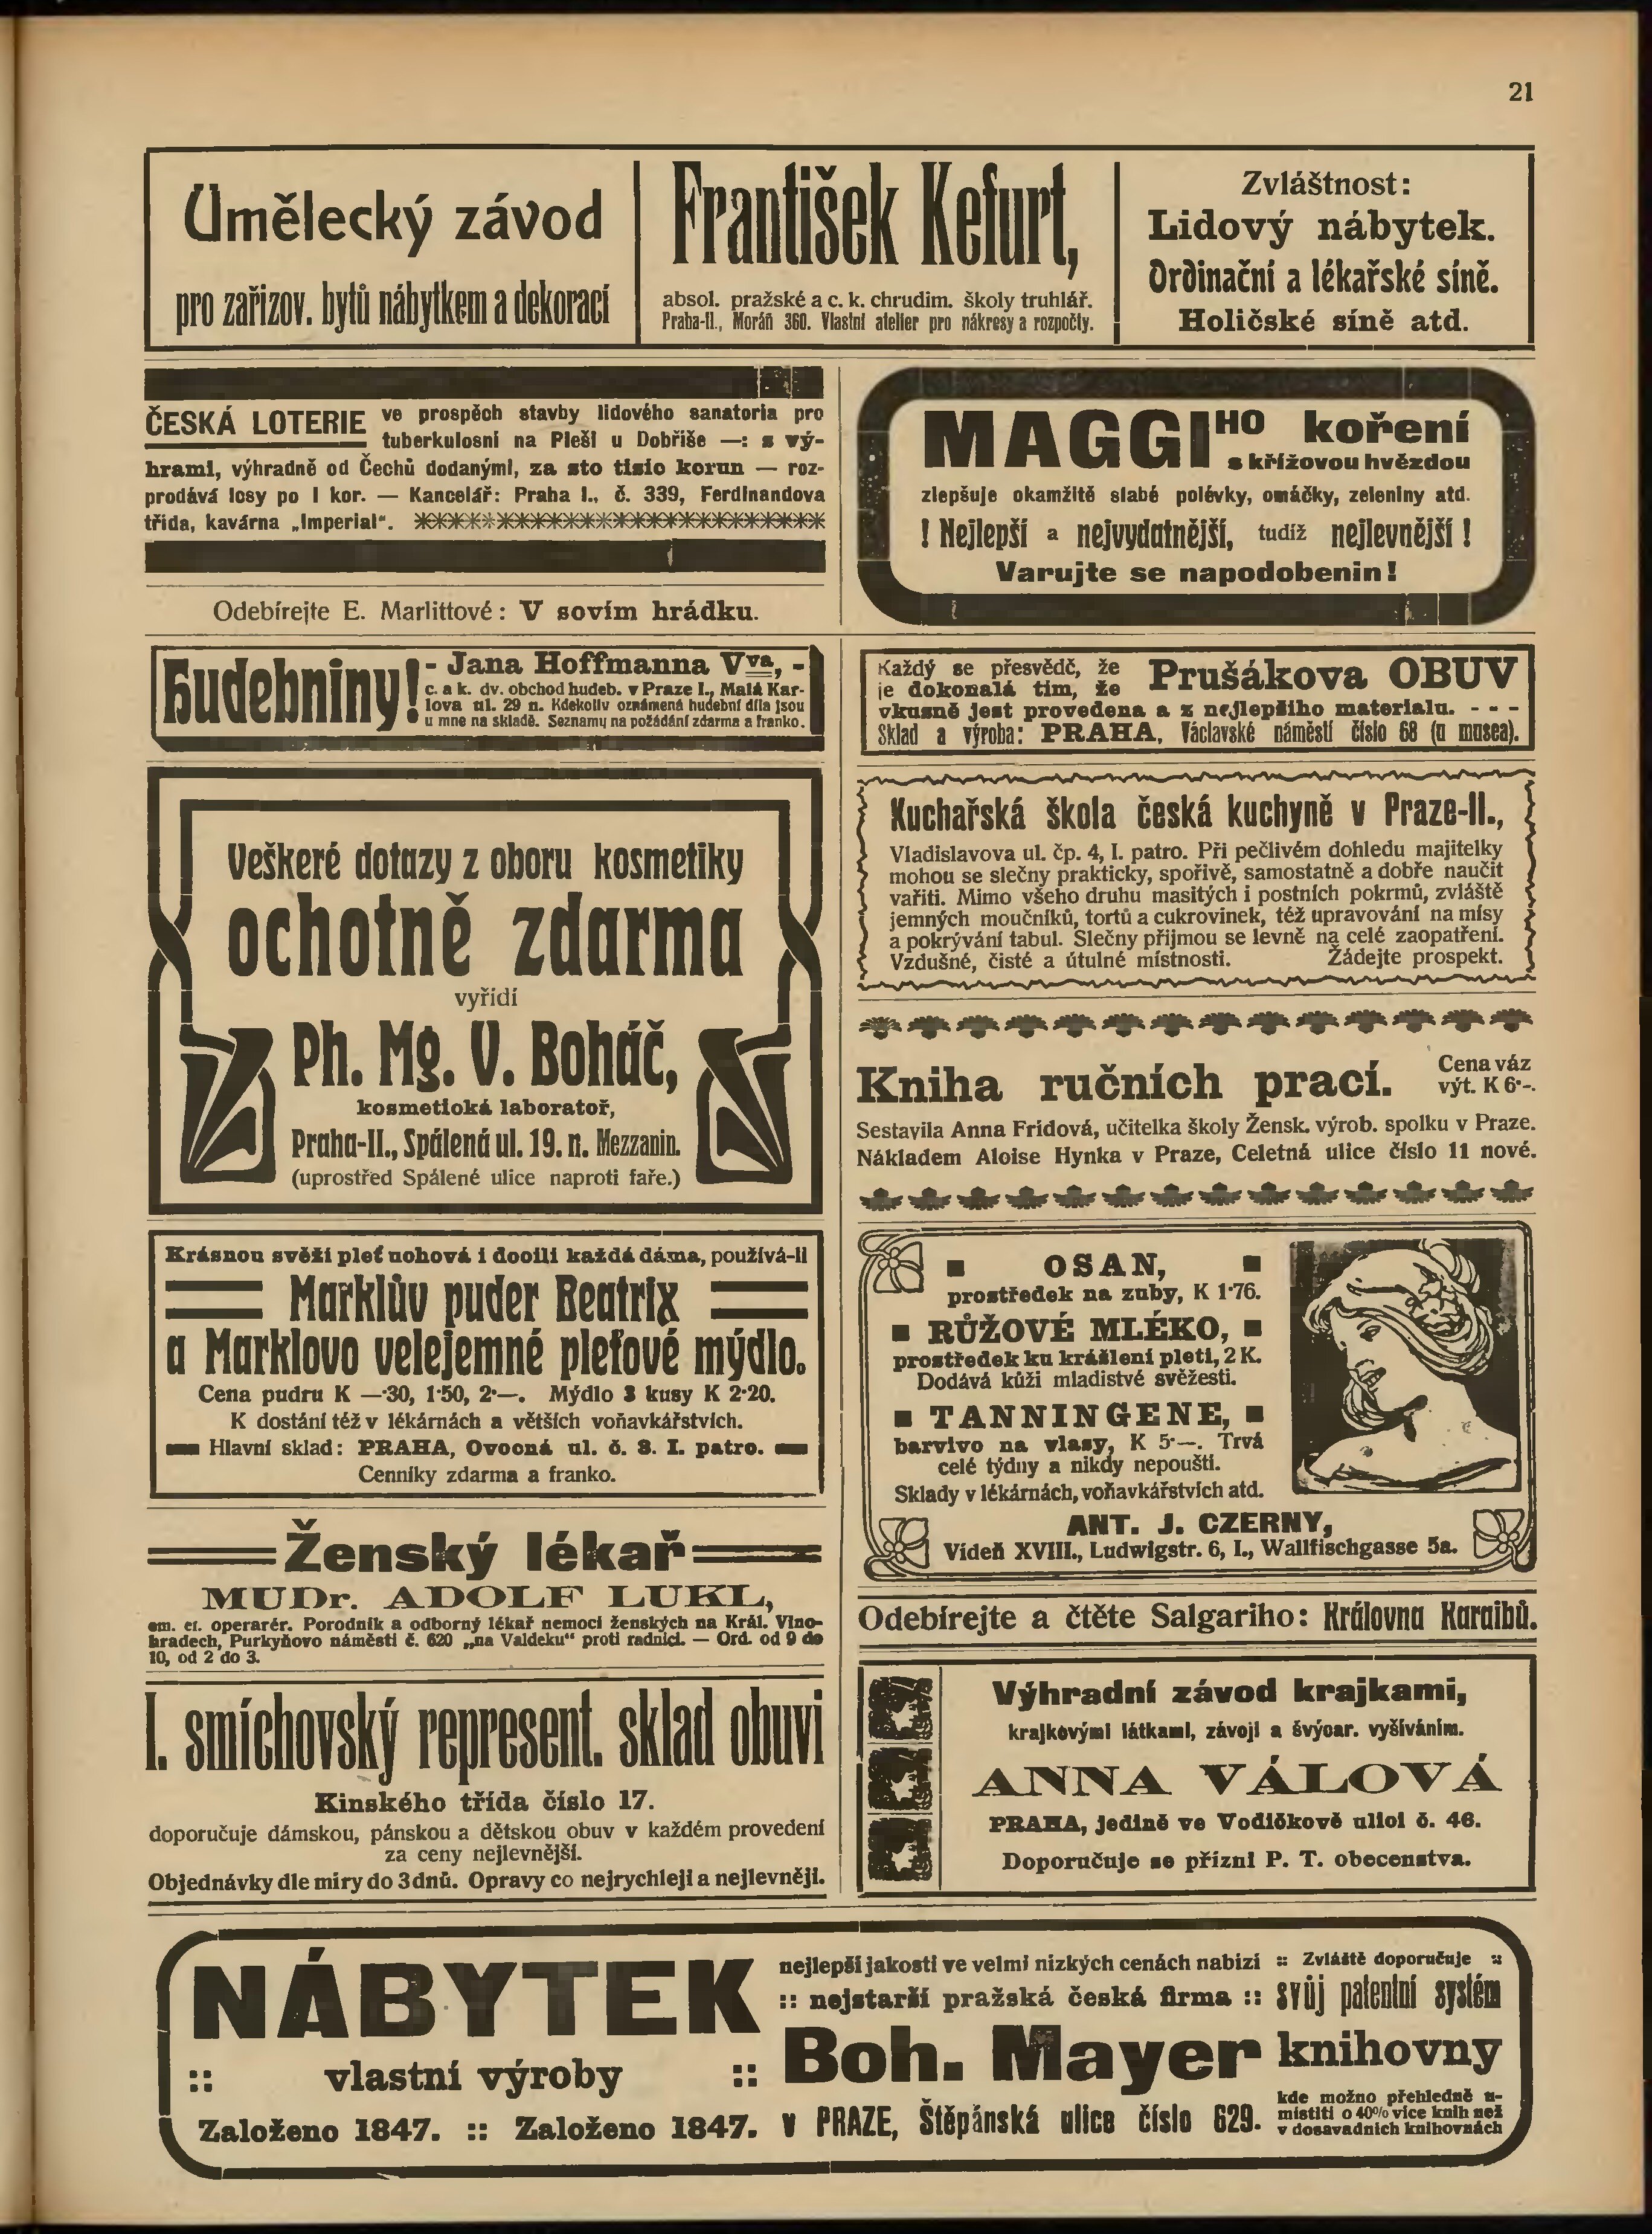 21
Umělecký závod
pro zařizov. bytů nábytkem a dekorací
František Kefurt,
absol. pražské a c. k. chrudim. školy truhlář.
Praha-II., Moráň 360. Vlastní atelier pro nákresy a rozpočty.
Zvláštnost:
Lidový nábytek.
Ordinační a lékařské síně.
Holičské síně atd.
ČESKÁ LOTERIE ve prospěch stavby lidového sanatoria pro
tuberkulosní na Pleši u Dobříše —: s vý-
hrami, výhradně od Čechů dodanými, za sto tisíc korun — roz-
prodává losy po 1 kor. — Kancelář: Praha I., č. 339, Ferdinandova
třída, kavárna „Imperial“.
Odebírejte E. Marlittové: V sovím hrádku.
MAGGIHO koření
s křížovou hvězdou
zlepšuje okamžitě slabé polévky, omáčky, zeleniny atd.
! Nejlepší a nejvydatnější, tudíž nejlevnější !
Varujte se napodobenin!
Hudebniny! - Jana Hoffmanna Vva, -
c. a k. dv. obchod hudeb. v Praze I., Malá Kar-
lova ul. 29 n. Kdekoliv oznámená hudební díla jsou
u mne na skladě. Seznamy na požádání zdarma a franko.
Každý se přesvědč, že Prušákova OBUV
je dokonalá tim, že
vkusně jest provedena a z nejlepšího materialu. - - -
Sklad a výroba: PRAHA, Václavské náměstí číslo 68 (u musea).
Veškeré dotazy z oboru kosmetiky
ochotně zdarma
vyřídí
Ph. Mg. V. Boháč,
kosmetická laboratoř,
Praha-II., Spálená ul. 19. n. Mezzanin.
(uprostřed Spálené ulice naproti faře.)
Kuchařská škola česká kuchyně v Praze-II.,
Vladislavova ul. čp. 4, I. patro. Při pečlivém dohledu majitelky
mohou se slečny prakticky, spořivě, samostatně a dobře naučit
vařiti. Mimo všeho druhu masitých i postních pokrmů, zvláště
jemných moučníků, tortů a cukrovinek, též upravování na mísy
a pokrývání tabul. Slečny přijmou se levně na celé zaopatření.
Vzdušné, čisté a útulné místnosti. Žádejte prospekt.
Kniha ručních prací. Cena váz
výt. K 6·-.
Sestavila Anna Fridová, učitelka školy Žensk. výrob. spolku v Praze.
Nákladem Aloise Hynka v Praze, Celetná ulice číslo 11 nové.
Krásnou svěží pleť uchová i docílí každá dáma, používá-li
Marklův puder Beatrix
a Marklovo velejemné pleťové mýdlo.
Cena pudru K —·30, 1·50, 2·—. Mýdlo 3 kusy K 2·20.
K dostání též v lékárnách a větších voňavkářstvích.
Hlavní sklad: PRAHA, Ovocná ul. č. 8. I. patro.
Cenníky zdarma a franko.
OSAN,
prostředek na zuby, K 1·76.
RŮŽOVÉ MLÉKO,
prostředek ku krášlení pleti, 2 K.
Dodává kůži mladistvé svěžesti.
TANNINGENE,
barvivo na vlasy, K 5·—. Trvá
celé týdny a nikdy nepouští.
Sklady v lékárnách, voňavkářstvích atd.
ANT. J. CZERNY,
Vídeň XVIII., Ludwigstr. 6, I., Wallfischgasse 5a.
Ženský lékař
MUDr. ADOLF LUKL,
em. ef. operarér. Porodník a odborný lékař nemocí ženských na Král. Vino-
hradech, Purkyňovo náměstí č. 620 „na Valdeku“ proti radnici. — Ord. od 9 do
10, od 2 do 3.
Odebírejte a čtěte Salgariho: Královna Karaibů.
I. smíchovský represent. sklad obuvi
Kinského třída číslo 17.
doporučuje dámskou, pánskou a dětskou obuv v každém provedení
za ceny nejlevnější.
Objednávky dle míry do 3 dnů. Opravy co nejrychleji a nejlevněji.
Výhradní závod krajkami,
krajkovými látkami, závoji a švýcar. vyšíváním.
ANNA VÁLOVÁ
PRAHA, jedině ve Vodičkově ulici č. 46.
Doporučuje se přízni P. T. obecenstva.
NÁBYTEK
:: vlastní výroby ::
Založeno 1847. :: Založeno 1847.
nejlepší jakosti ve velmi nízkých cenách nabízí
:: nejstarší pražská česká firma ::
Boh. Mayer
v PRAZE, Štěpánská ulice číslo 629.
:: Zvláště doporučuje ::
svůj patentní systém
knihovny
kde možno přehledně u-
místiti o 40% více knih než
v dosavadních knihovnách